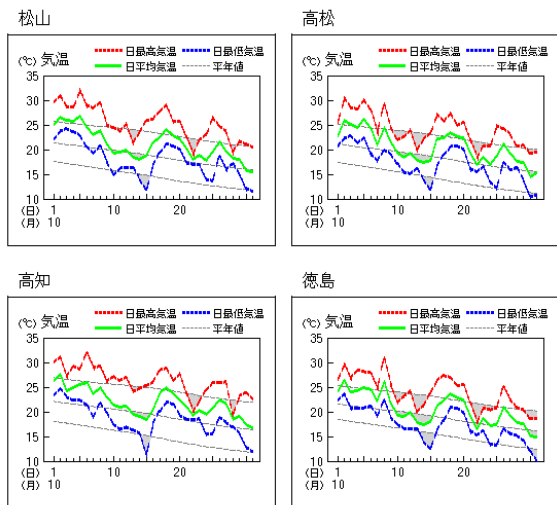 松山
(℃) 気温
日最高気温 日最低気温
日平均気温 平年値
35
30
25
20
15
10
(日) 1 10 20
(月) 10
高松
(℃) 気温
日最高気温 日最低気温
日平均気温 平年値
35
30
25
20
15
10
(日) 1 10 20
(月) 10
高知
(℃) 気温
日最高気温 日最低気温
日平均気温 平年値
35
30
25
20
15
10
(日) 1 10 20
(月) 10
徳島
(℃) 気温
日最高気温 日最低気温
日平均気温 平年値
35
30
25
20
15
10
(日) 1 10 20
(月) 10